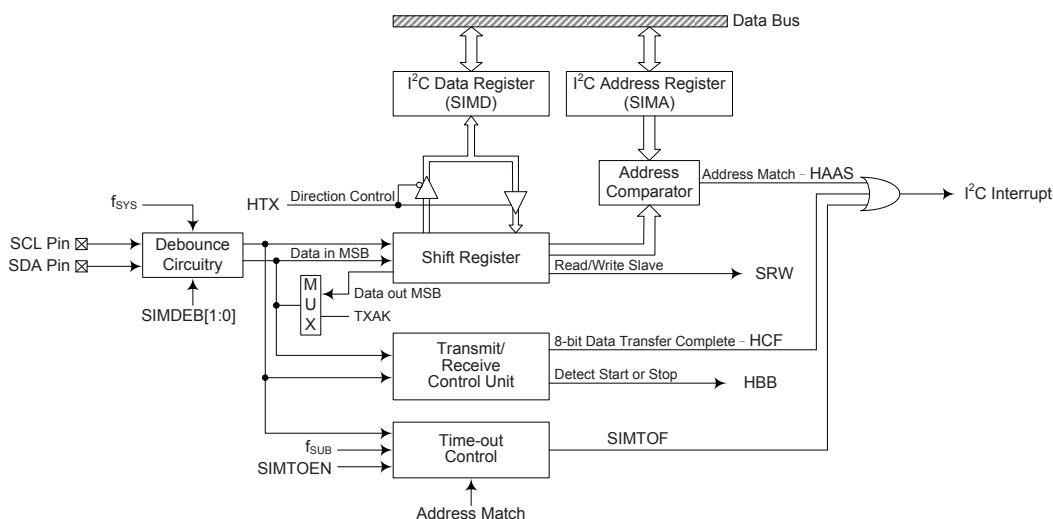 Data Bus
I²C Data Register
(SIMD)
I²C Address Register
(SIMA)
Address
Comparator
Address Match - HAAS
I²C Interrupt
HTX
Direction Control
fSYS
SCL Pin
SDA Pin
Debounce
Circuitry
SIMDEB[1:0]
Data in MSB
Shift Register
Read/Write Slave
SRW
Data out MSB
M
U
X
TXAK
Transmit/
Receive
Control Unit
8-bit Data Transfer Complete - HCF
Detect Start or Stop
HBB
fSUB
SIMTOEN
Time-out
Control
SIMTOF
Address Match